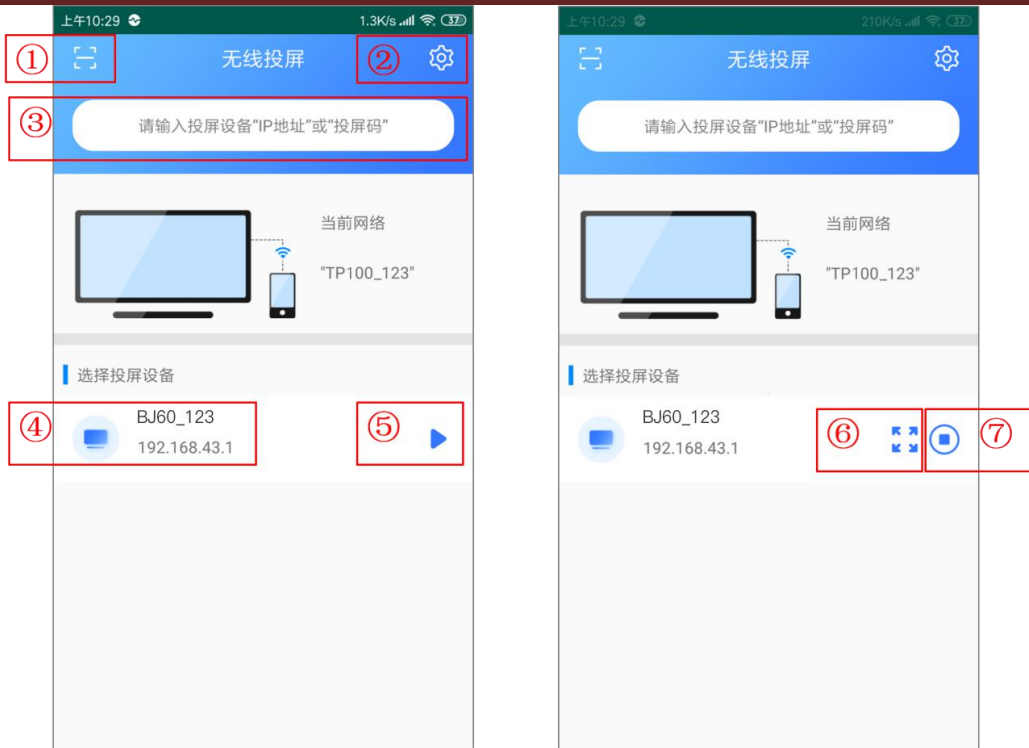 上午10:29
1.3K/s
37
①
无线投屏
②
③
请输入投屏设备“IP地址”或“投屏码”
当前网络
"TP100_123"
选择投屏设备
④
BJ60_123
192.168.43.1
⑤
上午10:29
210K/s
37
无线投屏
请输入投屏设备“IP地址”或“投屏码”
当前网络
"TP100_123"
选择投屏设备
BJ60_123
192.168.43.1
⑥
⑦